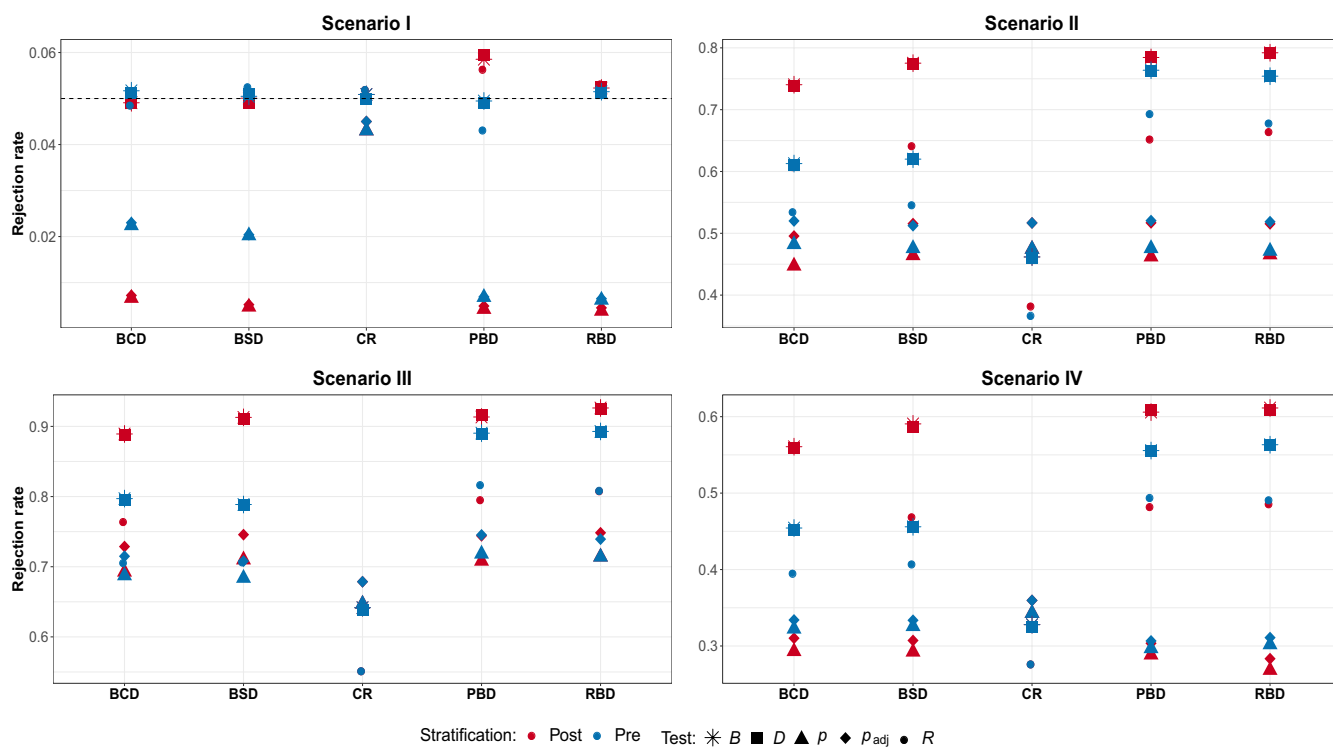 Scenario I
Rejection rate
0.06
0.04
0.02
BCD BSD CR PBD RBD
Scenario II
0.8
0.7
0.6
0.5
0.4
BCD BSD CR PBD RBD
Scenario III
Rejection rate
0.9
0.8
0.7
0.6
BCD BSD CR PBD RBD
Scenario IV
0.6
0.5
0.4
0.3
BCD BSD CR PBD RBD
Stratification: Post Pre Test: B D p padj R